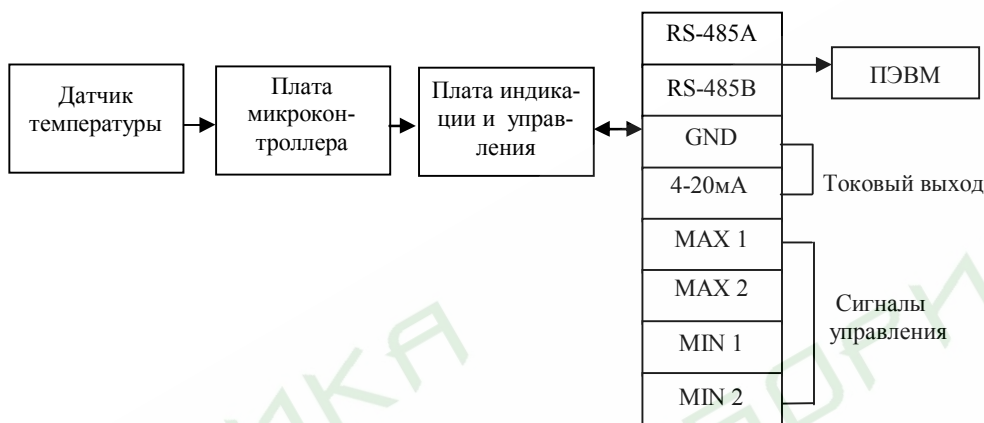 Датчик
температуры
Плата
микрокон-
троллера
Плата индика-
ции и управ-
ления
RS-485A
RS-485B
GND
4-20мА
MAX 1
MAX 2
MIN 1
MIN 2
ПЭВМ
Токовый выход
Сигналы
управления